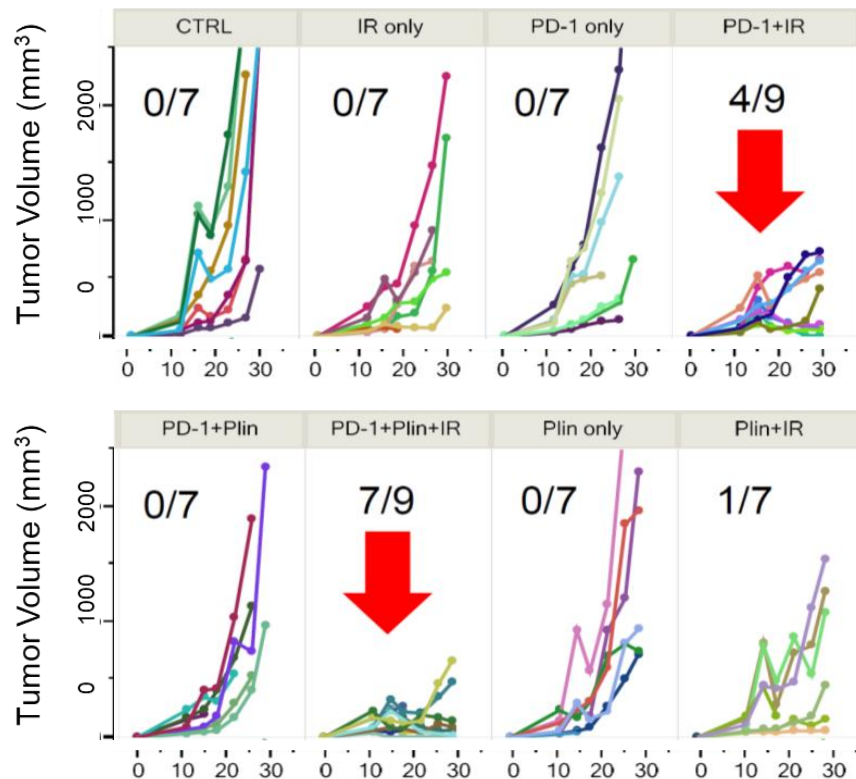 CTRL IR only PD-1 only PD-1+IR
Tumor Volume (mm³)
2000
1000
0
0/7 0/7 0/7 4/9
0 10 20 30 0 10 20 30 0 10 20 30 0 10 20 30
PD-1+Plin PD-1+Plin+IR Plin only Plin+IR
Tumor Volume (mm³)
2000
1000
0
0/7 7/9 0/7 1/7
0 10 20 30 0 10 20 30 0 10 20 30 0 10 20 30